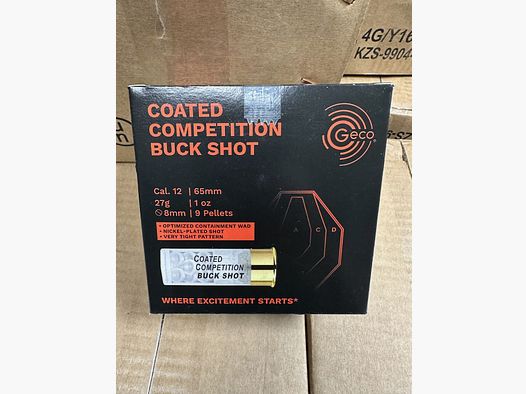 4G/Y16
KZS-9904
COATED
COMPETITION
BUCK SHOT
Geco
Cal. 12 | 65mm
27g | 1 oz
⌀8mm | 9 Pellets
• OPTIMIZED CONTAINMENT WAD
• NICKEL-PLATED SHOT
• VERY TIGHT PATTERN
A C D
COATED
COMPETITION
BUCK SHOT
WHERE EXCITEMENT STARTS*